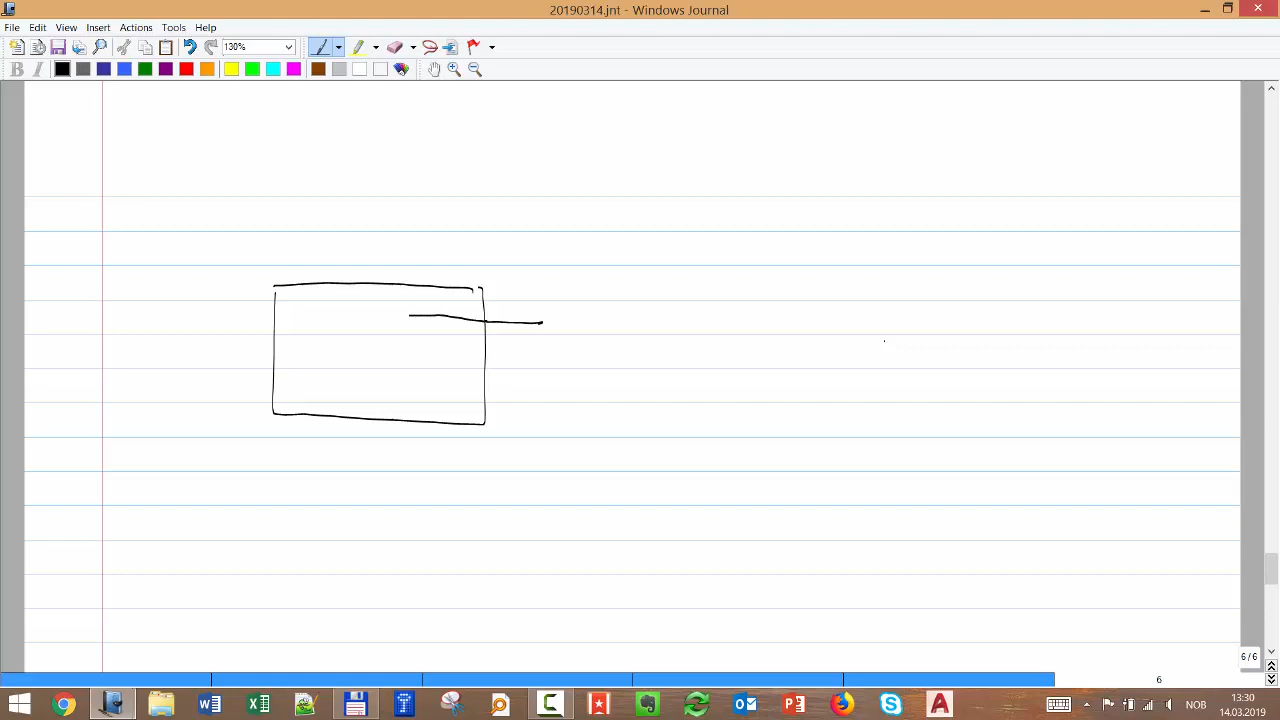 20190314.jnt - Windows Journal
File Edit View Insert Actions Tools Help
130%
B I
6 / 6
6
13:30
NOB
14.03.2019